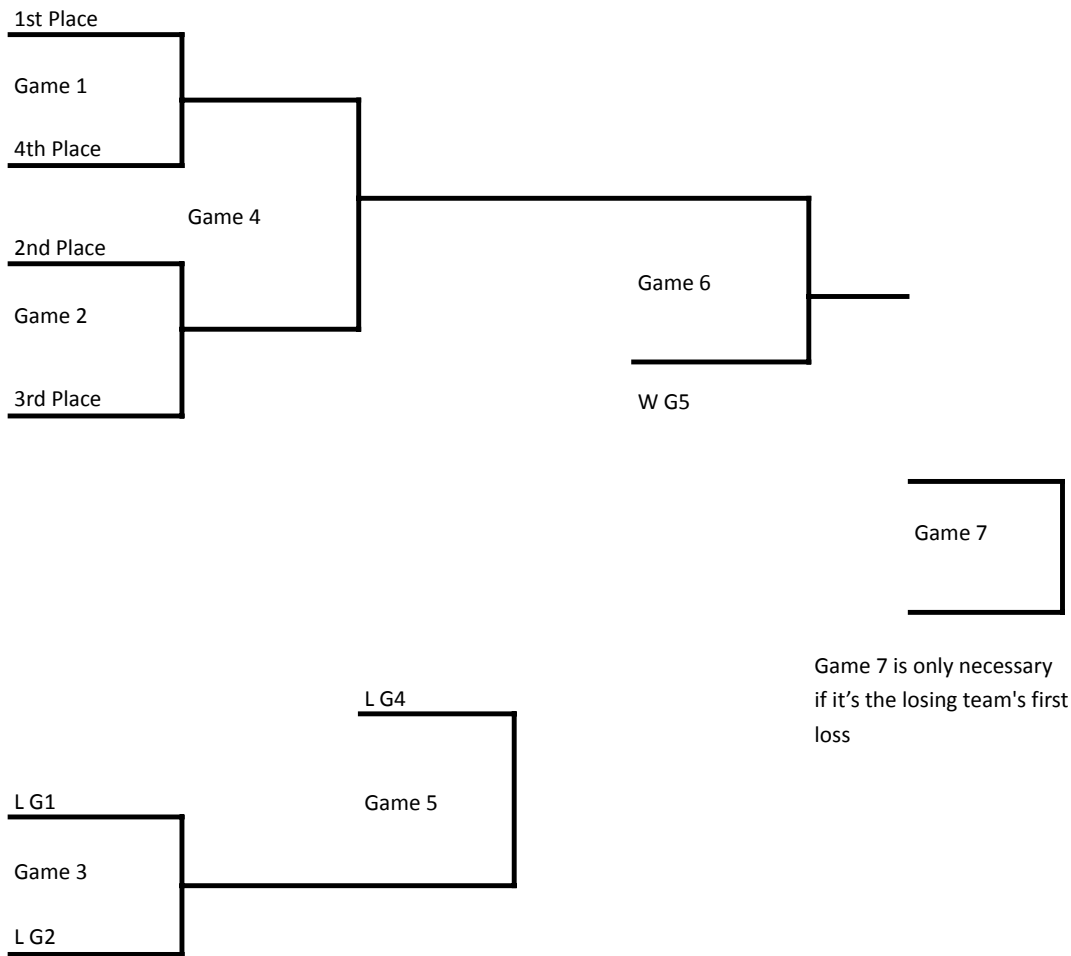 1st Place
Game 1
4th Place
Game 4
2nd Place
Game 2
3rd Place
Game 6
W G5
Game 7
Game 7 is only necessary
if it’s the losing team's first
loss
L G4
Game 5
L G1
Game 3
L G2